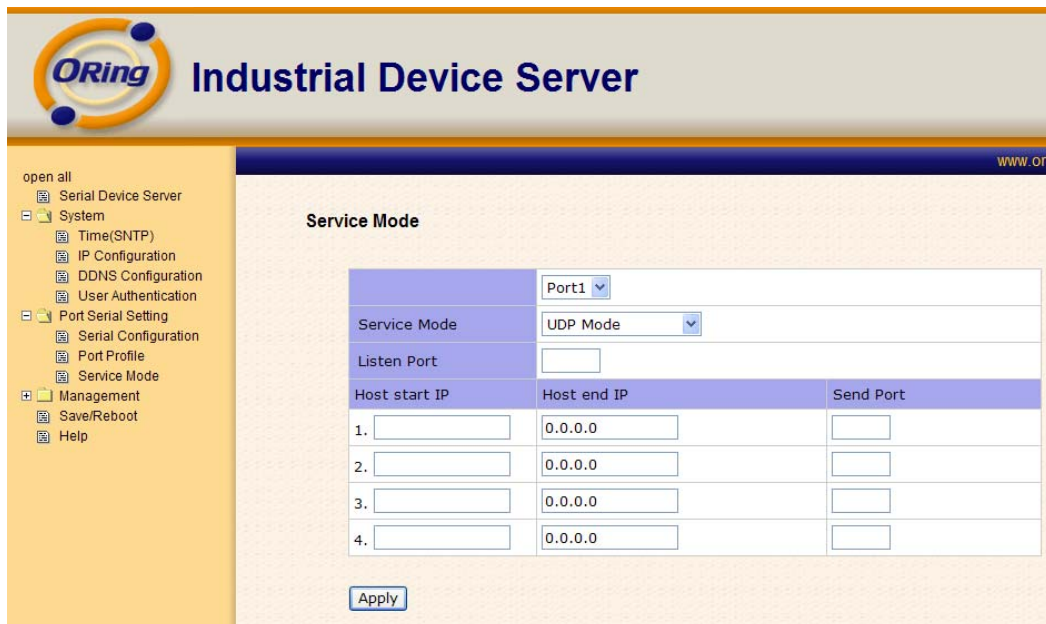 ORing
Industrial Device Server
www.or
open all
Serial Device Server
System
Time(SNTP)
IP Configuration
DDNS Configuration
User Authentication
Port Serial Setting
Serial Configuration
Port Profile
Service Mode
Management
Save/Reboot
Help
Service Mode
Port1
Service Mode UDP Mode
Listen Port
Host start IP Host end IP Send Port
1. 0.0.0.0
2. 0.0.0.0
3. 0.0.0.0
4. 0.0.0.0
Apply